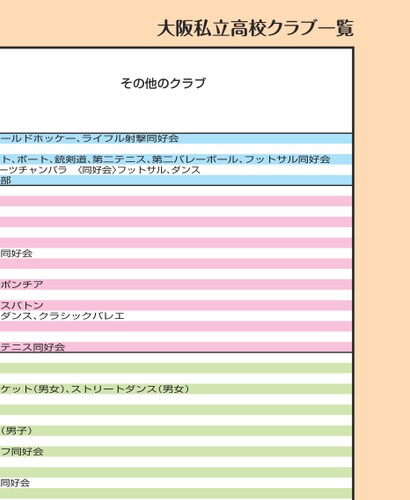 大阪私立高校クラブ一覧
その他のクラブ
ールドホッケー、ライフル射撃同好会
ト、ボート、銃剣道、第二テニス、第二バレーボール、フットサル同好会
ーツチャンバラ 〈同好会〉フットサル、ダンス
部
同好会
ポンチア
スバトン
ダンス、クラシックバレエ
テニス同好会
ケット(男女)、ストリートダンス(男女)
(男子)
フ同好会
同好会